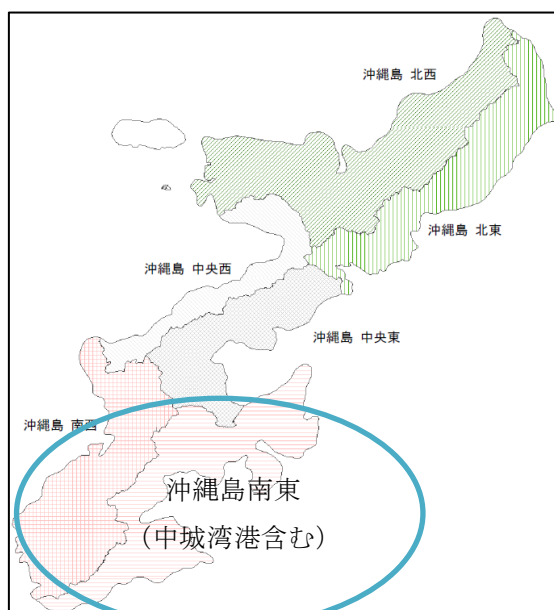 沖縄島 北西
沖縄島 北東
沖縄島 中央西
沖縄島 中央東
沖縄島 南西
沖縄島南東
（中城湾港含む）